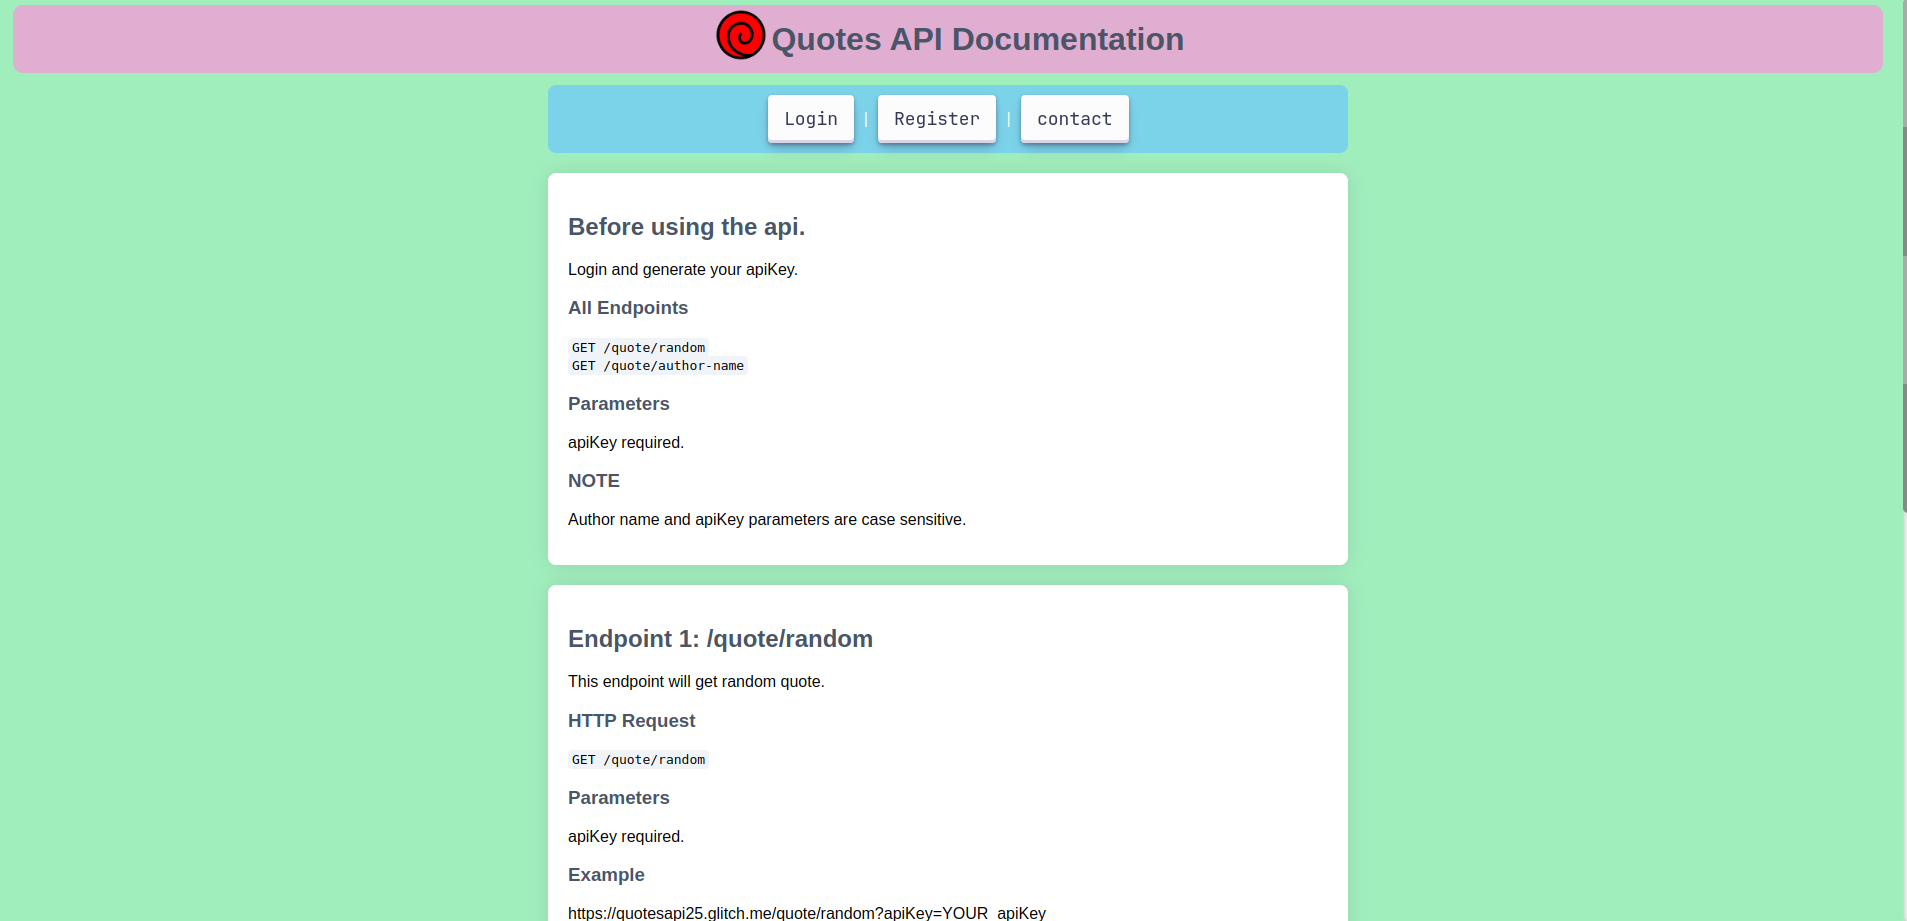 Quotes API Documentation
Login | Register | contact
Before using the api.
Login and generate your apiKey.
All Endpoints
GET /quote/random
GET /quote/author-name
Parameters
apiKey required.
NOTE
Author name and apiKey parameters are case sensitive.
Endpoint 1: /quote/random
This endpoint will get random quote.
HTTP Request
GET /quote/random
Parameters
apiKey required.
Example
https://quotesapi25.glitch.me/quote/random?apiKey=YOUR_apiKey